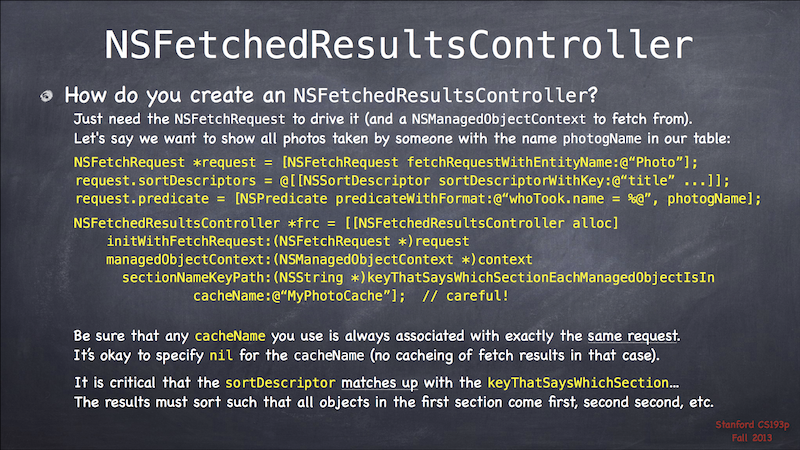 NSFetchedResultsController
How do you create an NSFetchedResultsController?
Just need the NSFetchRequest to drive it (and a NSManagedObjectContext to fetch from).
Let's say we want to show all photos taken by someone with the name photogName in our table:
NSFetchRequest *request = [NSFetchRequest fetchRequestWithEntityName:@“Photo”];
request.sortDescriptors = @[[NSSortDescriptor sortDescriptorWithKey:@“title” ...]];
request.predicate = [NSPredicate predicateWithFormat:@“whoTook.name = %@”, photogName];
NSFetchedResultsController *frc = [[NSFetchedResultsController alloc]
initWithFetchRequest:(NSFetchRequest *)request
managedObjectContext:(NSManagedObjectContext *)context
sectionNameKeyPath:(NSString *)keyThatSaysWhichSectionEachManagedObjectIsIn
cacheName:@“MyPhotoCache”];  // careful!
Be sure that any cacheName you use is always associated with exactly the same request.
It’s okay to specify nil for the cacheName (no cacheing of fetch results in that case).
It is critical that the sortDescriptor matches up with the keyThatSaysWhichSection…
The results must sort such that all objects in the first section come first, second second, etc.
Stanford CS193p
Fall 2013